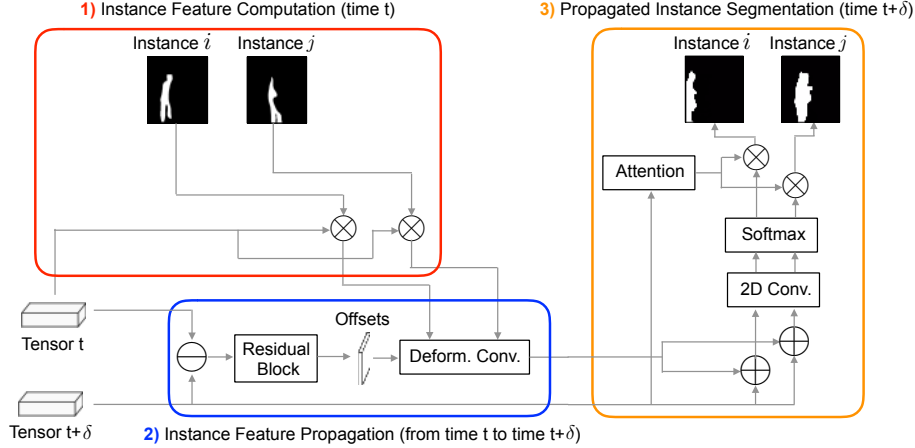 1) Instance Feature Computation (time t)
Instance i
Instance j
3) Propagated Instance Segmentation (time t+δ)
Instance i
Instance j
Attention
Softmax
2D Conv.
Tensor t
Offsets
Residual
Block
Deform. Conv.
Tensor t+δ
2) Instance Feature Propagation (from time t to time t+δ)